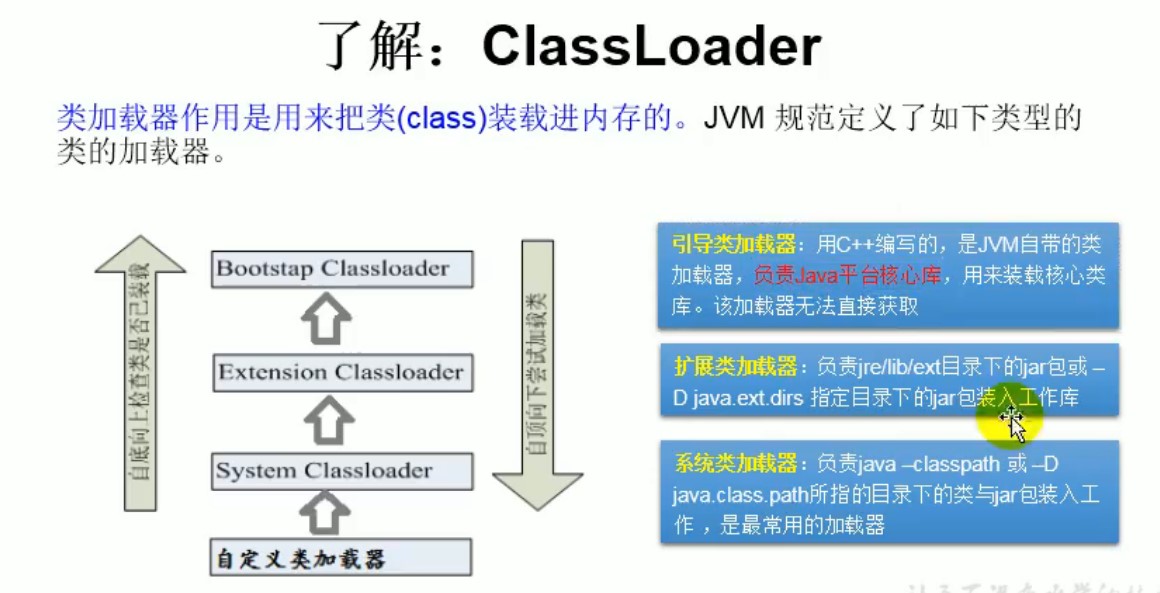 了解：ClassLoader
类加载器作用是用来把类(class)装载进内存的。JVM 规范定义了如下类型的
类的加载器。
自底向上检查类是否已装载
Bootstap Classloader
Extension Classloader
System Classloader
自定义类加载器
自顶向下尝试加载类
引导类加载器：用C++编写的，是JVM自带的类
加载器，负责Java平台核心库，用来装载核心类
库。该加载器无法直接获取
扩展类加载器：负责jre/lib/ext目录下的jar包或 –
D java.ext.dirs 指定目录下的jar包装入工作库
系统类加载器：负责java –classpath 或 –D
java.class.path所指的目录下的类与jar包装入工
作 ，是最常用的加载器